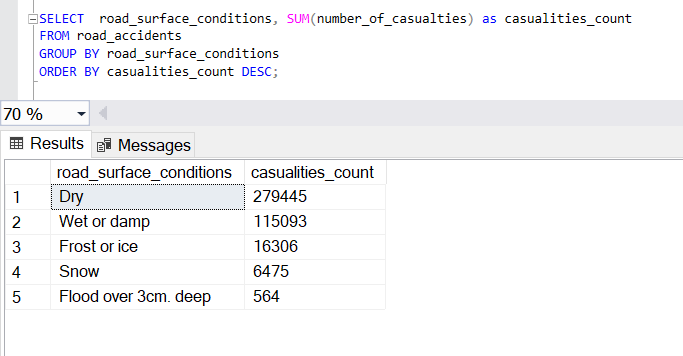 SELECT  road_surface_conditions, SUM(number_of_casualties) as casualities_count
FROM road_accidents
GROUP BY road_surface_conditions
ORDER BY casualities_count DESC;
70 %
Results Messages
road_surface_conditions casualities_count
1 Dry 279445
2 Wet or damp 115093
3 Frost or ice 16306
4 Snow 6475
5 Flood over 3cm. deep 564